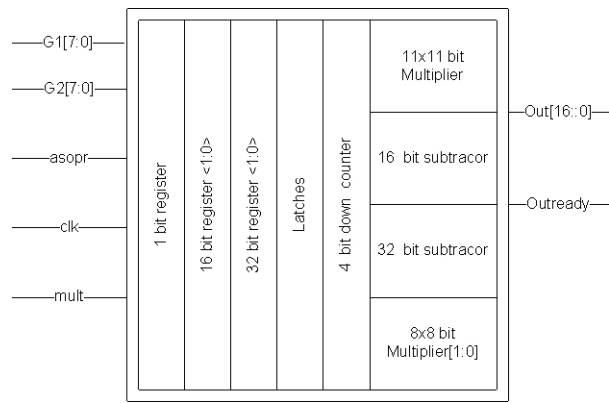 G1[7:0]
G2[7:0]
asopr
clk
mult
1 bit register
16 bit register <1:0>
32 bit register <1:0>
Latches
4 bit down counter
11x11 bit
Multiplier
16 bit subtracor
32 bit subtracor
8x8 bit
Multiplier[1:0]
Out[16::0]
Outready